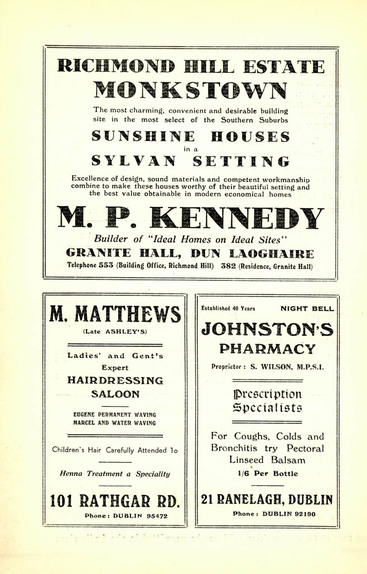 RICHMOND HILL ESTATE
MONKSTOWN
The most charming, convenient and desirable building
site in the most select of the Southern Suburbs
SUNSHINE HOUSES
in a
SYLVAN SETTING
Excellence of design, sound materials and competent workmanship
combine to make these houses worthy of their beautiful setting and
the best value obtainable in modern economical homes
M. P. KENNEDY
Builder of "Ideal Homes on Ideal Sites"
GRANITE HALL, DUN LAOGHAIRE
Telephone 553 (Building Office, Richmond Hill) 382 (Residence, Granite Hall)
M. MATTHEWS
(Late ASHLEY'S)
Ladies' and Gent's
Expert
HAIRDRESSING
SALOON
EUGENE PERMANENT WAVING
MARCEL AND WATER WAVING
Children's Hair Carefully Attended To
Henna Treatment a Speciality
101 RATHGAR RD.
Phone: DUBLIN 95472
Established 40 Years NIGHT BELL
JOHNSTON'S
PHARMACY
Proprietor: S. WILSON, M.P.S.I.
Prescription
Specialists
For Coughs, Colds and
Bronchitis try Pectoral
Linseed Balsam
1/6 Per Bottle
21 RANELAGH, DUBLIN
Phone: DUBLIN 92190